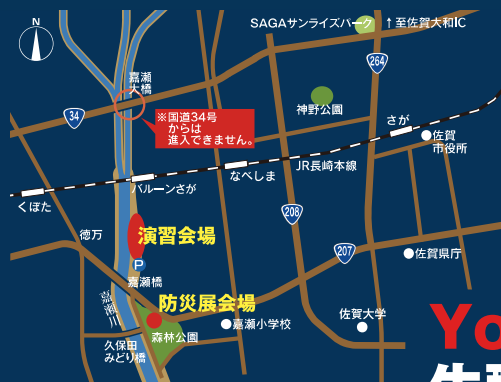 N
SAGAサンライズパーク
↑至佐賀大和IC
嘉瀬
大橋
264
34
※国道34号
からは
進入できません。
神野公園
さが
佐賀
市役所
JR長崎本線
なべしま
バルーンさが
くぼた
208
徳万
演習会場
P
207
嘉瀬橋
佐賀県庁
防災展会場
嘉瀬川
森林公園
嘉瀬小学校
佐賀大学
久保田
みどり橋
Yo